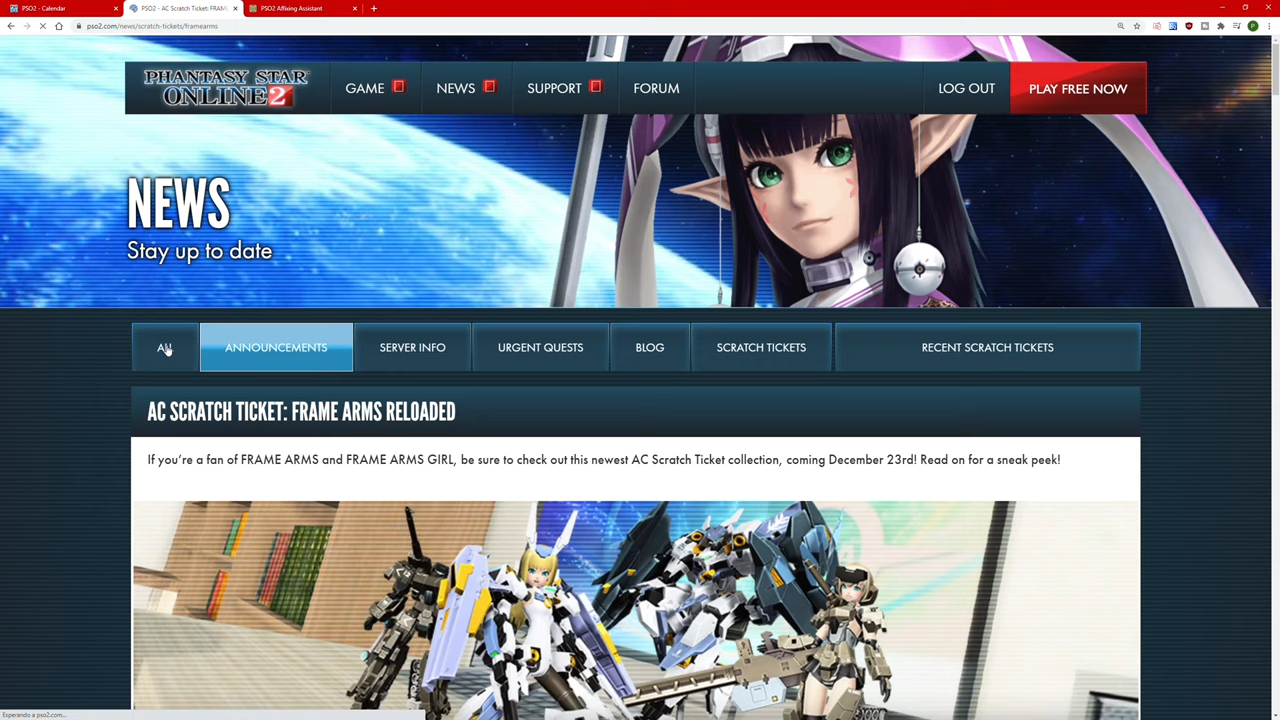 PSO2 - Calendar
PSO2 - AC Scratch Ticket: FRAM
PSO2 Affixing Assistant
pso2.com/news/scratch-tickets/framearms
PHANTASY STAR
ONLINE 2
GAME
NEWS
SUPPORT
FORUM
LOG OUT
PLAY FREE NOW
NEWS
Stay up to date
ALL
ANNOUNCEMENTS
SERVER INFO
URGENT QUESTS
BLOG
SCRATCH TICKETS
RECENT SCRATCH TICKETS
AC SCRATCH TICKET: FRAME ARMS RELOADED
If you're a fan of FRAME ARMS and FRAME ARMS GIRL, be sure to check out this newest AC Scratch Ticket collection, coming December 23rd! Read on for a sneak peek!
Esperando a pso2.com...